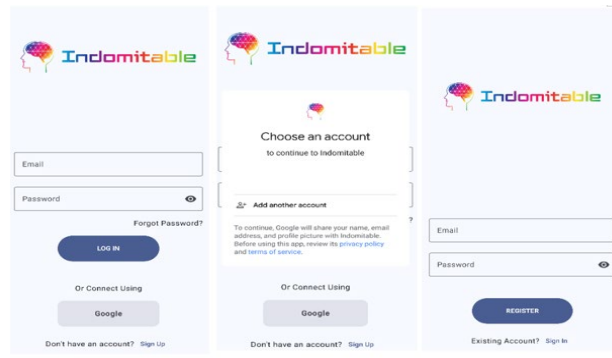 Indomitable
Email
Password
Forgot Password?
LOG IN
Or Connect Using
Google
Don't have an account? Sign Up
Indomitable
Choose an account
to continue to Indomitable
Add another account
To continue, Google will share your name, email
address, and profile picture with Indomitable.
Before using this app, review its privacy policy
and terms of service.
?
Or Connect Using
Google
Don't have an account? Sign Up
Indomitable
Email
Password
REGISTER
Existing Account? Sign In